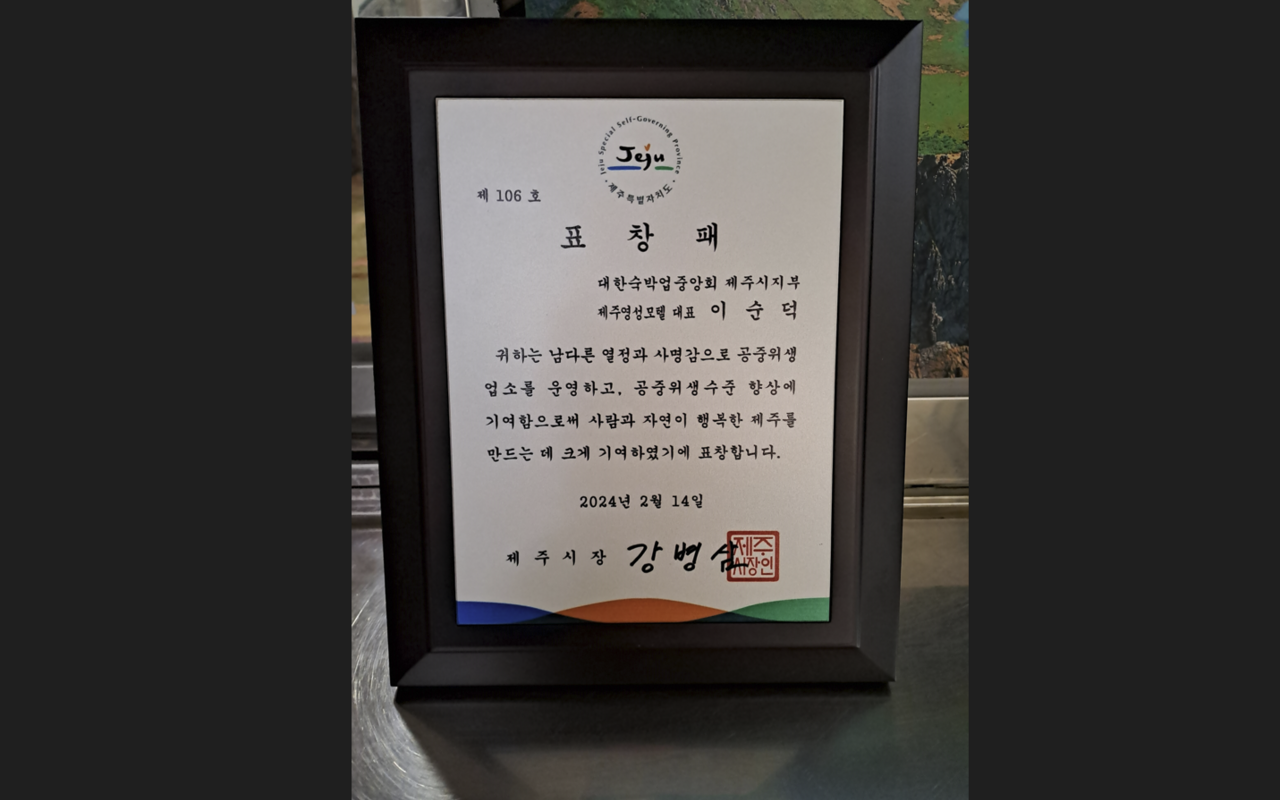 Jeju Special Self-Governing Province
Jeju
제주특별자치도
제 106 호
표 창 패
대한숙박업중앙회 제주시지부
제주영성모텔 대표 이 순 덕
귀하는 남다른 열정과 사명감으로 공중위생
업소를 운영하고, 공중위생수준 향상에
기여함으로써 사람과 자연이 행복한 제주를
만드는 데 크게 기여하였기에 표창합니다.
2024년 2월 14일
제 주 시 장 강 병 삼
제주
시장인